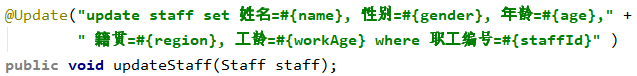 @Update("update staff set 姓名=#{name}, 性别=#{gender}, 年龄=#{age}," +
" 籍贯=#{region}, 工龄=#{workAge} where 职工编号=#{staffId}" )
public void updateStaff(Staff staff);